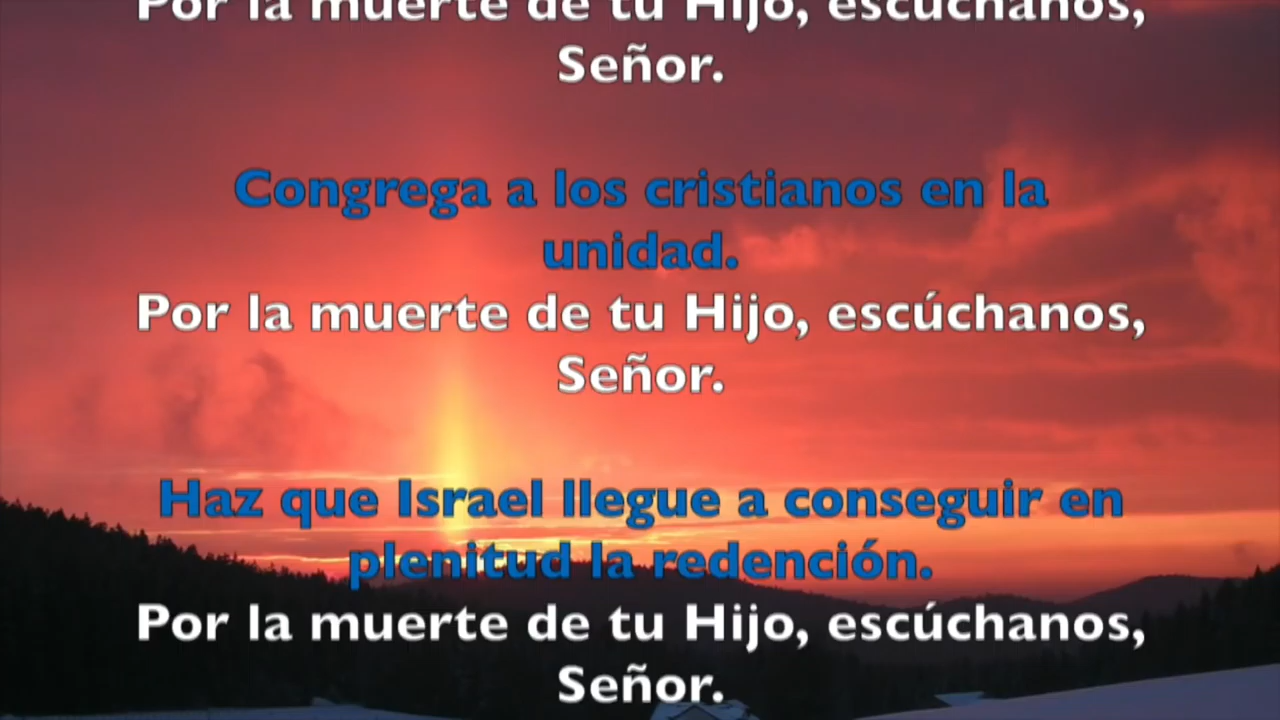 Por la muerte de tu Hijo, escúchanos,
Señor.
Congrega a los cristianos en la
unidad.
Por la muerte de tu Hijo, escúchanos,
Señor.
Haz que Israel llegue a conseguir en
plenitud la redención.
Por la muerte de tu Hijo, escúchanos,
Señor.